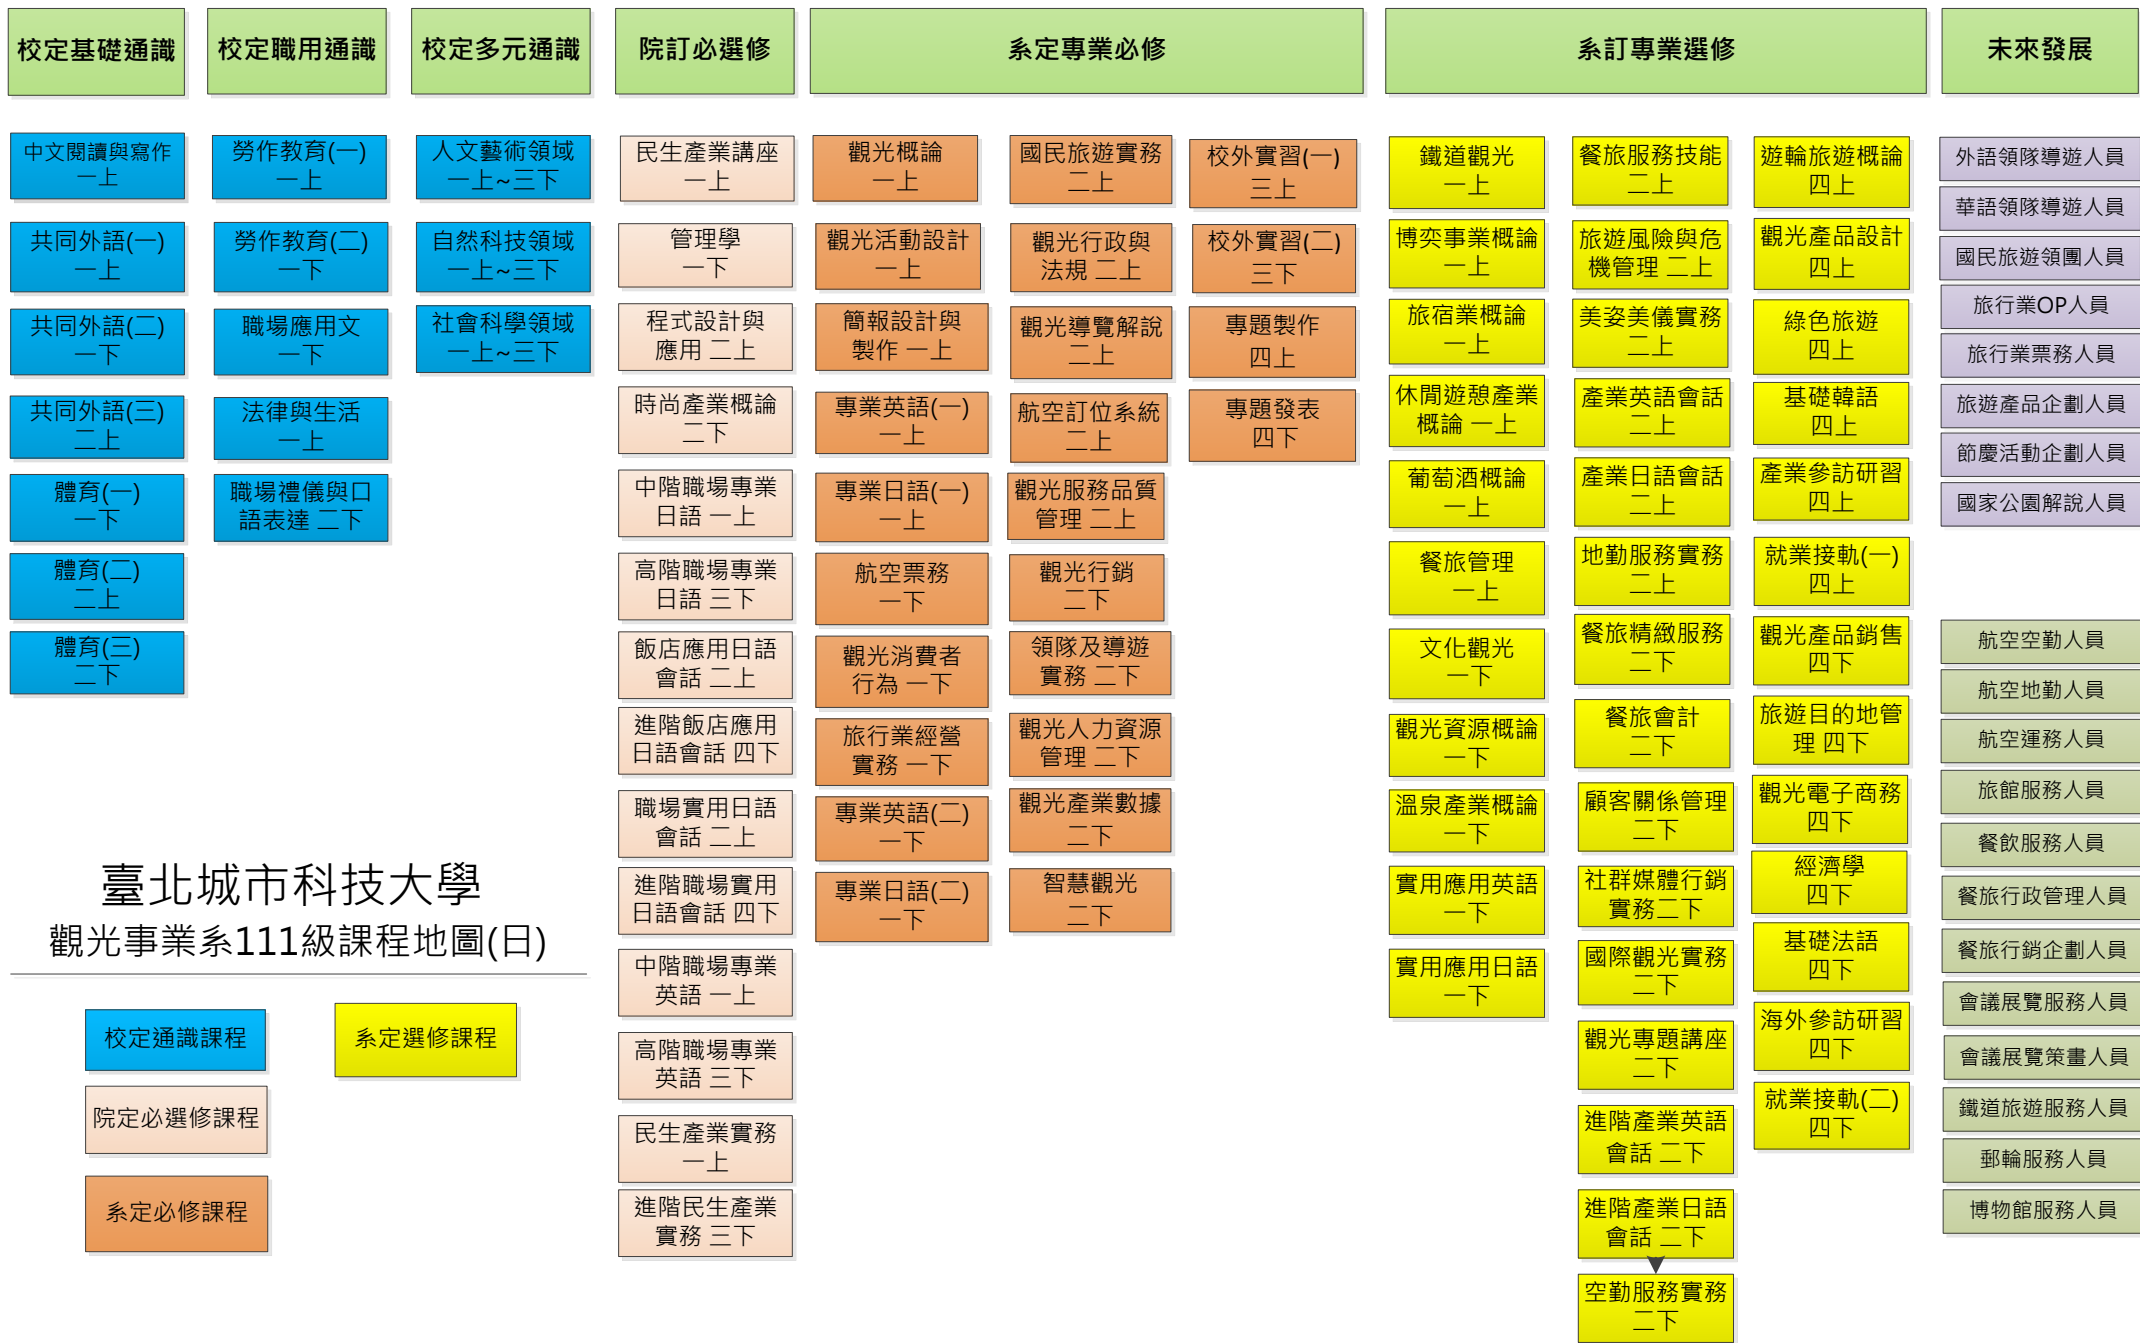 校定基礎通識
校定職用通識
校定多元通識
院訂必選修
系定專業必修
系訂專業選修
未來發展
中文閱讀與寫作
一上
共同外語(一)
一上
共同外語(二)
一下
共同外語(三)
二上
體育(一)
一下
體育(二)
二上
體育(三)
二下
勞作教育(一)
一上
勞作教育(二)
一下
職場應用文
一下
法律與生活
一上
職場禮儀與口
語表達 二下
人文藝術領域
一上~三下
自然科技領域
一上~三下
社會科學領域
一上~三下
民生產業講座
一上
管理學
一下
程式設計與
應用 二上
時尚產業概論
二下
中階職場專業
日語 一上
高階職場專業
日語 三下
飯店應用日語
會話 二上
進階飯店應用
日語會話 四下
職場實用日語
會話 二上
進階職場實用
日語會話 四下
中階職場專業
英語 一上
高階職場專業
英語 三下
民生產業實務
一上
進階民生產業
實務 三下
觀光概論
一上
觀光活動設計
一上
簡報設計與
製作 一上
專業英語(一)
一上
專業日語(一)
一上
航空票務
一下
觀光消費者
行為 一下
旅行業經營
實務 一下
專業英語(二)
一下
專業日語(二)
一下
國民旅遊實務
二上
觀光行政與
法規 二上
觀光導覽解說
二上
航空訂位系統
二上
觀光服務品質
管理 二上
觀光行銷
二下
領隊及導遊
實務 二下
觀光人力資源
管理 二下
觀光產業數據
二下
智慧觀光
二下
校外實習(一)
三上
校外實習(二)
三下
專題製作
四上
專題發表
四下
鐵道觀光
一上
博奕事業概論
一上
旅宿業概論
一上
休閒遊憩產業
概論 一上
葡萄酒概論
一上
餐旅管理
一上
文化觀光
一下
觀光資源概論
一下
溫泉產業概論
一下
實用應用英語
一下
實用應用日語
一下
餐旅服務技能
二上
旅遊風險與危
機管理 二上
美姿美儀實務
二上
產業英語會話
二上
產業日語會話
二上
地勤服務實務
二上
餐旅精緻服務
二下
餐旅會計
二下
顧客關係管理
二下
社群媒體行銷
實務二下
國際觀光實務
二下
觀光專題講座
二下
進階產業英語
會話 二下
進階產業日語
會話 二下
空勤服務實務
二下
遊輪旅遊概論
四上
觀光產品設計
四上
綠色旅遊
四上
基礎韓語
四上
產業參訪研習
四上
就業接軌(一)
四上
觀光產品銷售
四下
旅遊目的地管
理 四下
觀光電子商務
四下
經濟學
四下
基礎法語
四下
海外參訪研習
四下
就業接軌(二)
四下
外語領隊導遊人員
華語領隊導遊人員
國民旅遊領團人員
旅行業OP人員
旅行業票務人員
旅遊產品企劃人員
節慶活動企劃人員
國家公園解說人員
航空空勤人員
航空地勤人員
航空運務人員
旅館服務人員
餐飲服務人員
餐旅行政管理人員
餐旅行銷企劃人員
會議展覽服務人員
會議展覽策畫人員
鐵道旅遊服務人員
郵輪服務人員
博物館服務人員
臺北城市科技大學
觀光事業系111級課程地圖(日)
校定通識課程
系定選修課程
院定必選修課程
系定必修課程